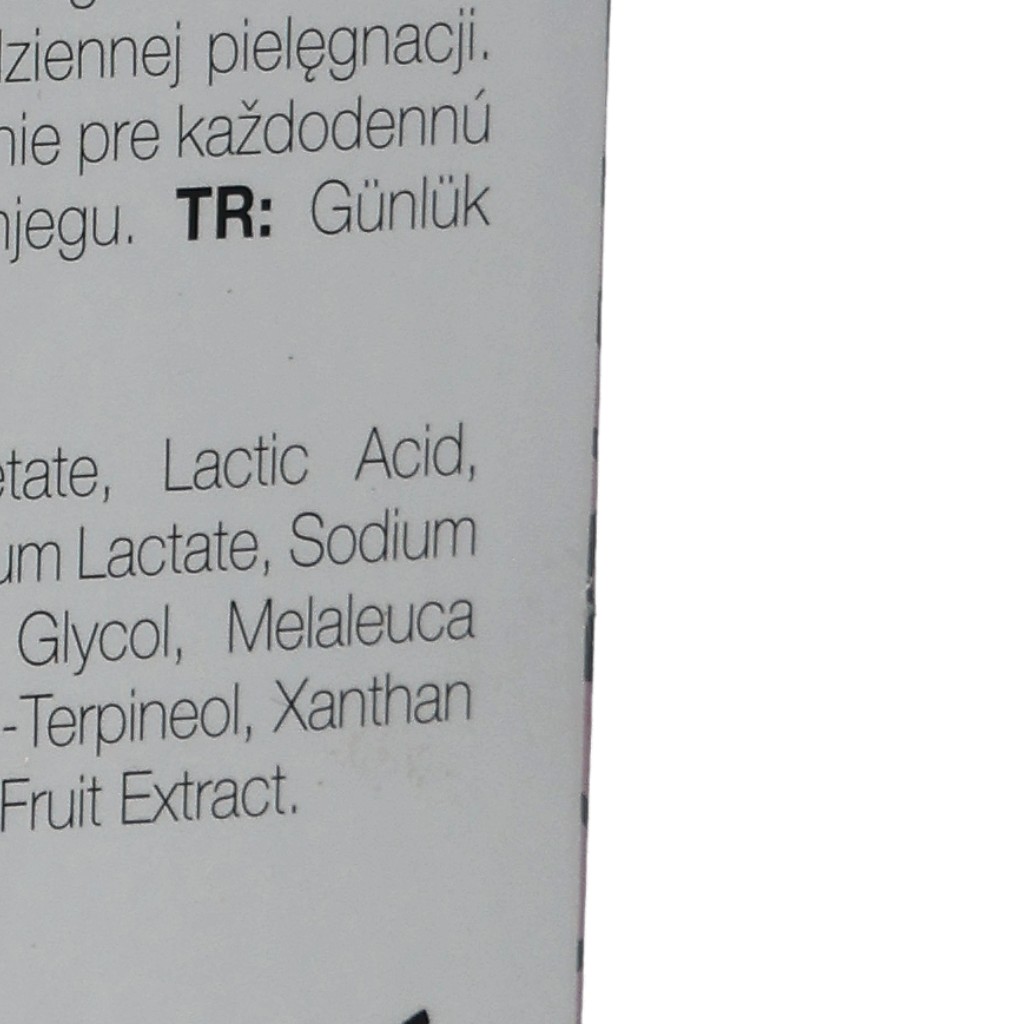 dziennej pielęgnacji.
nie pre každodennú
njegu. TR: Günlük
etate, Lactic Acid,
um Lactate, Sodium
Glycol, Melaleuca
-Terpineol, Xanthan
Fruit Extract.